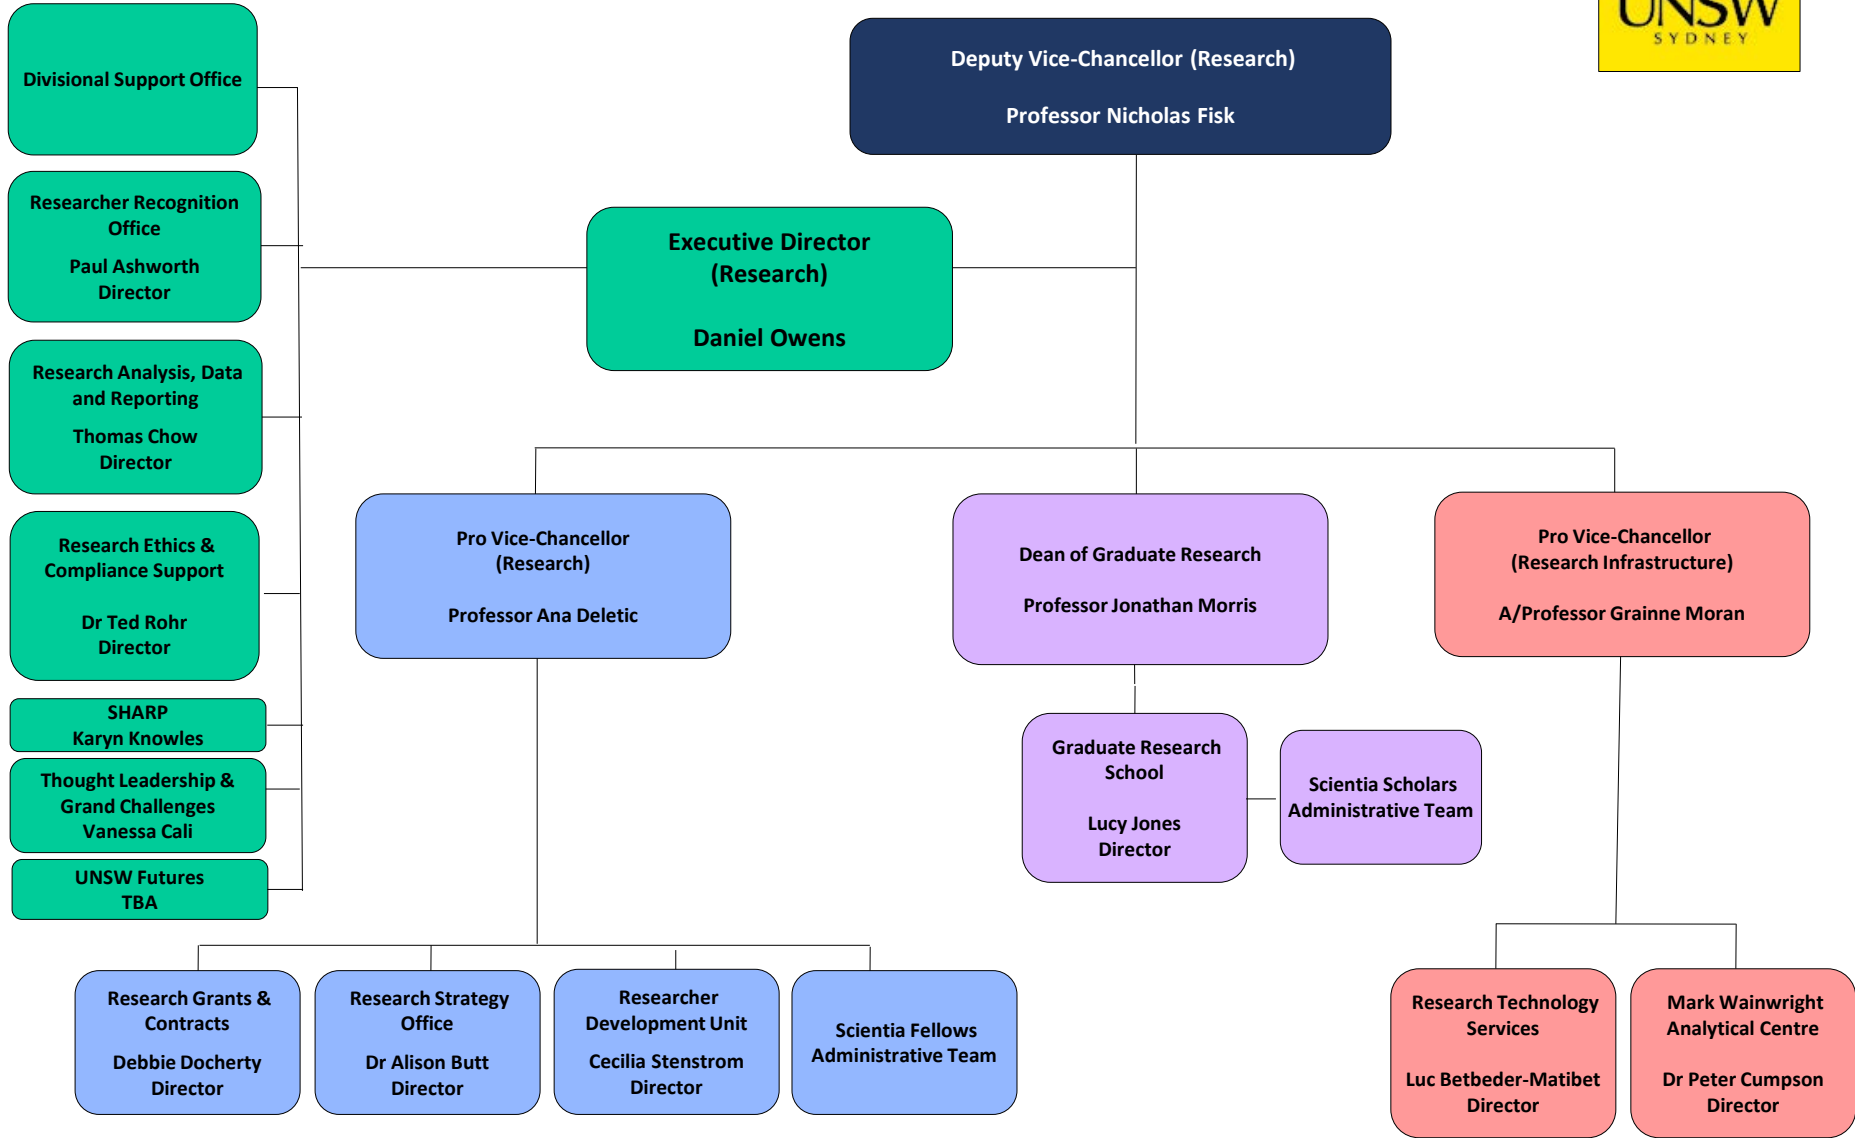 UNSW
SYDNEY
Deputy Vice-Chancellor (Research)
Professor Nicholas Fisk
Executive Director
(Research)
Daniel Owens
Divisional Support Office
Researcher Recognition
Office
Paul Ashworth
Director
Research Analysis, Data
and Reporting
Thomas Chow
Director
Research Ethics &
Compliance Support
Dr Ted Rohr
Director
SHARP
Karyn Knowles
Thought Leadership &
Grand Challenges
Vanessa Cali
UNSW Futures
TBA
Pro Vice-Chancellor
(Research)
Professor Ana Deletic
Dean of Graduate Research
Professor Jonathan Morris
Pro Vice-Chancellor
(Research Infrastructure)
A/Professor Grainne Moran
Graduate Research
School
Lucy Jones
Director
Scientia Scholars
Administrative Team
Research Grants &
Contracts
Debbie Docherty
Director
Research Strategy
Office
Dr Alison Butt
Director
Researcher
Development Unit
Cecilia Stenstrom
Director
Scientia Fellows
Administrative Team
Research Technology
Services
Luc Betbeder-Matibet
Director
Mark Wainwright
Analytical Centre
Dr Peter Cumpson
Director